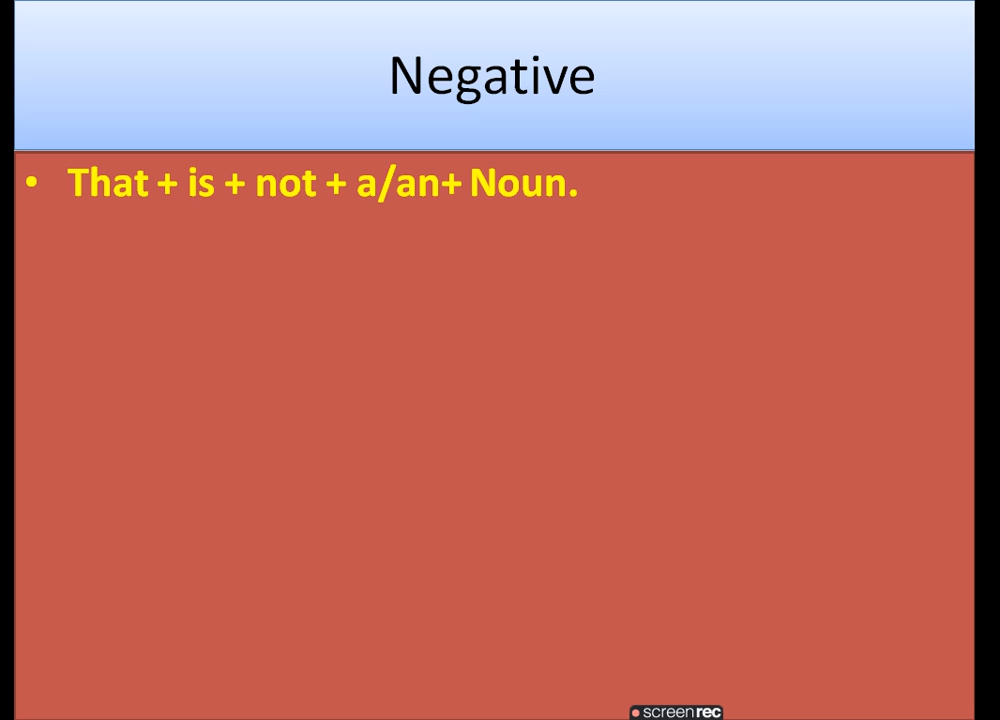 Negative
• That + is + not + a/an+ Noun.
screenrec